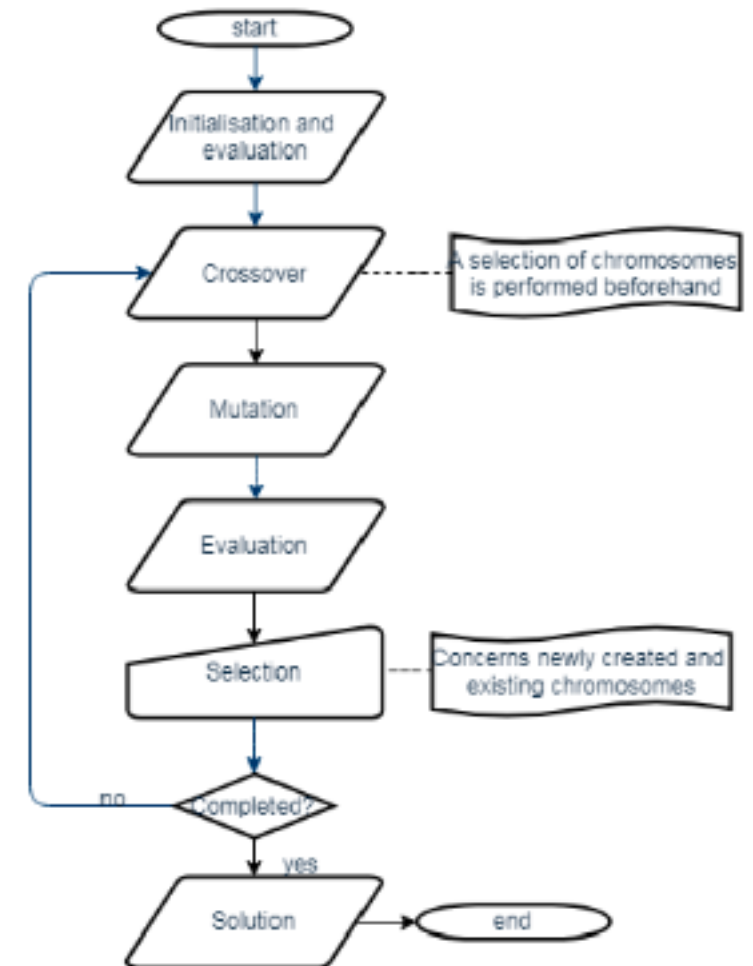 start
Initialisation and
evaluation
Crossover
A selection of chromosomes
is performed beforehand
Mutation
Evaluation
Selection
Concerns newly created and
existing chromosomes
no
Completed?
yes
Solution
end